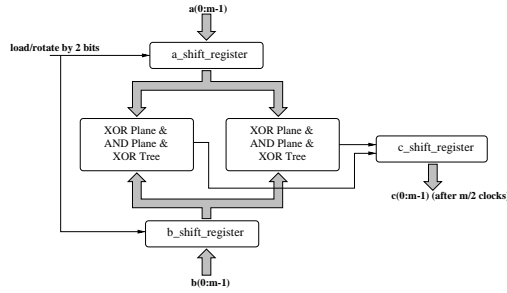 a(0:m-1)
load/rotate by 2 bits
a_shift_register
XOR Plane &
AND Plane &
XOR Tree
XOR Plane &
AND Plane &
XOR Tree
c_shift_register
c(0:m-1) (after m/2 clocks)
b_shift_register
b(0:m-1)